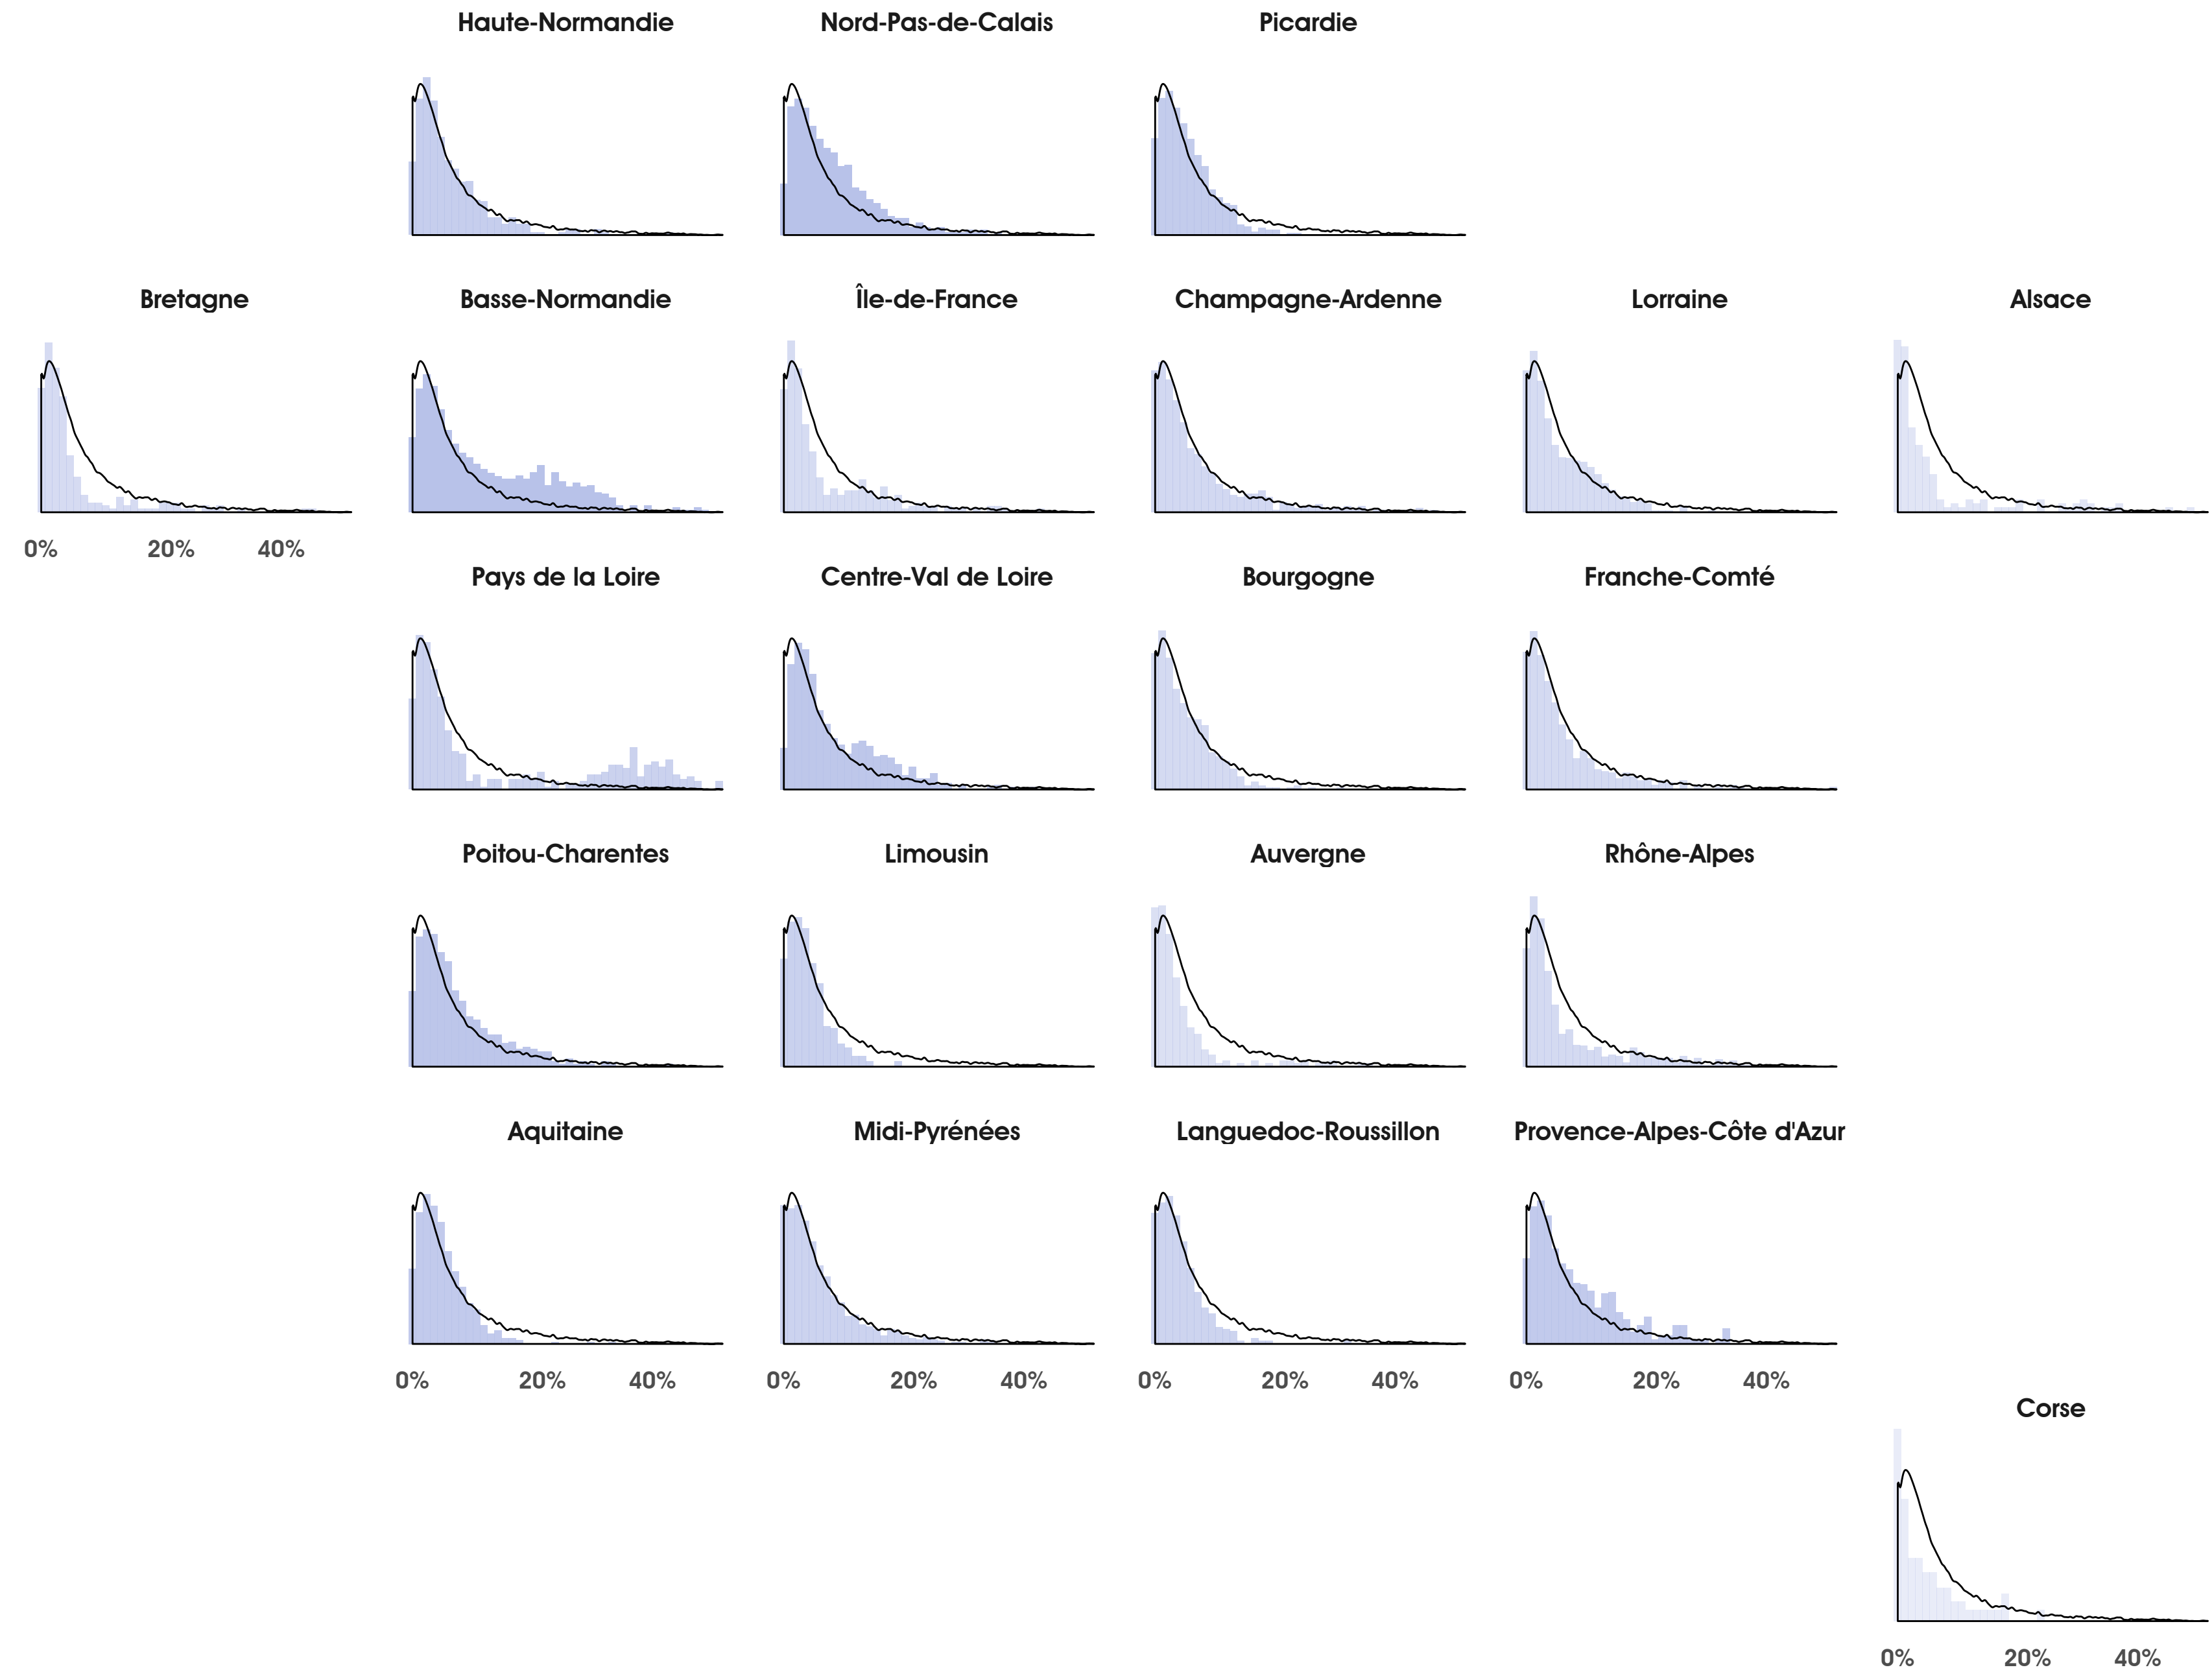 Haute-Normandie
Nord-Pas-de-Calais
Picardie
Bretagne
Basse-Normandie
Île-de-France
Champagne-Ardenne
Lorraine
Alsace
0% 20% 40%
Pays de la Loire
Centre-Val de Loire
Bourgogne
Franche-Comté
Poitou-Charentes
Limousin
Auvergne
Rhône-Alpes
Aquitaine
Midi-Pyrénées
Languedoc-Roussillon
Provence-Alpes-Côte d'Azur
0% 20% 40%
0% 20% 40%
0% 20% 40%
0% 20% 40%
Corse
0% 20% 40%